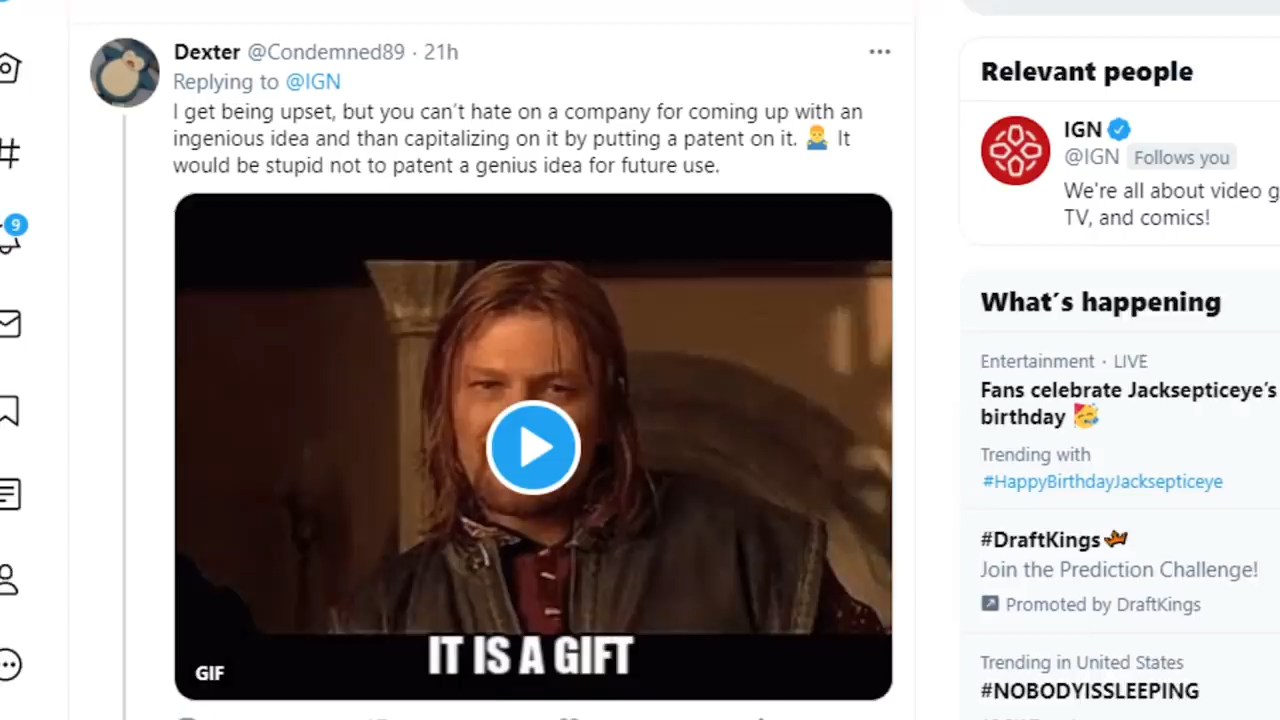 Dexter @Condemned89 · 21h
Replying to @IGN
I get being upset, but you can't hate on a company for coming up with an
ingenious idea and than capitalizing on it by putting a patent on it. 🤷‍♂️ It
would be stupid not to patent a genius idea for future use.
IT IS A GIFT
GIF
9
Relevant people
IGN
@IGN Follows you
We're all about video g
TV, and comics!
What's happening
Entertainment · LIVE
Fans celebrate Jacksepticeye's
birthday 🥳
Trending with
#HappyBirthdayJacksepticeye
#DraftKings
Join the Prediction Challenge!
Promoted by DraftKings
Trending in United States
#NOBODYISSLEEPING